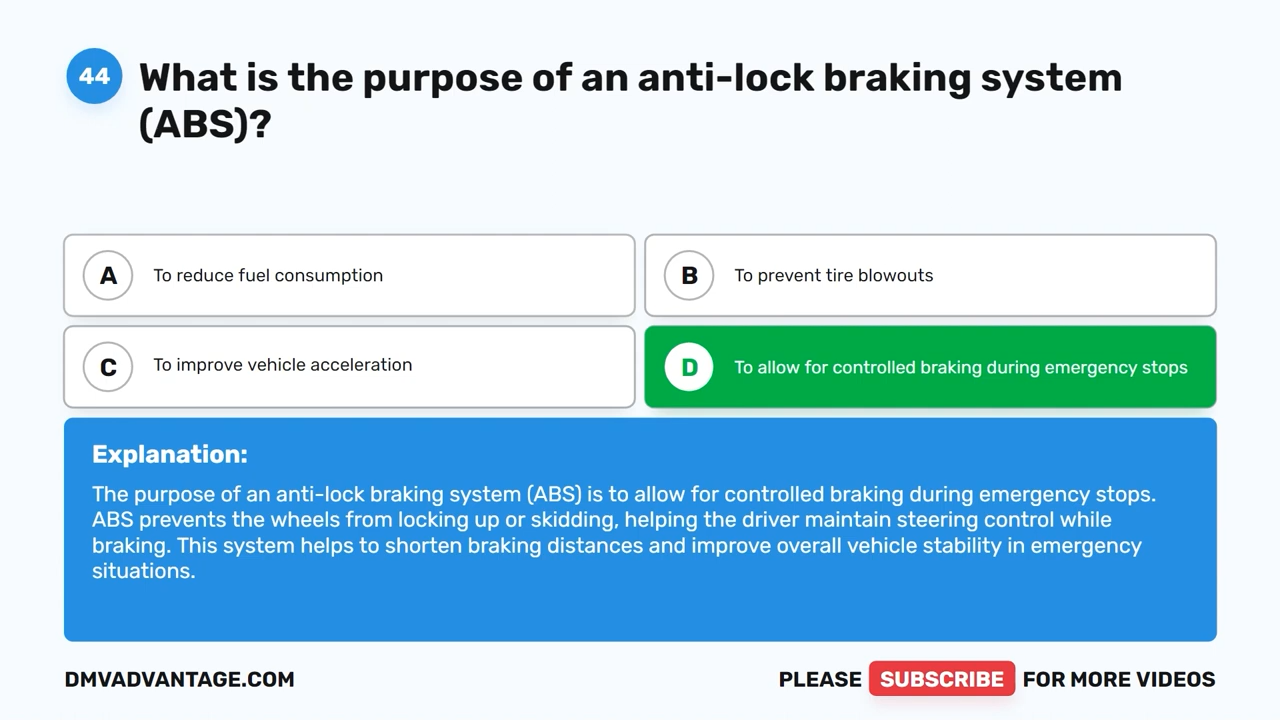 44
What is the purpose of an anti-lock braking system
(ABS)?
A
To reduce fuel consumption
B
To prevent tire blowouts
C
To improve vehicle acceleration
D
To allow for controlled braking during emergency stops
Explanation:
The purpose of an anti-lock braking system (ABS) is to allow for controlled braking during emergency stops.
ABS prevents the wheels from locking up or skidding, helping the driver maintain steering control while
braking. This system helps to shorten braking distances and improve overall vehicle stability in emergency
situations.
DMVADVANTAGE.COM
PLEASE SUBSCRIBE FOR MORE VIDEOS